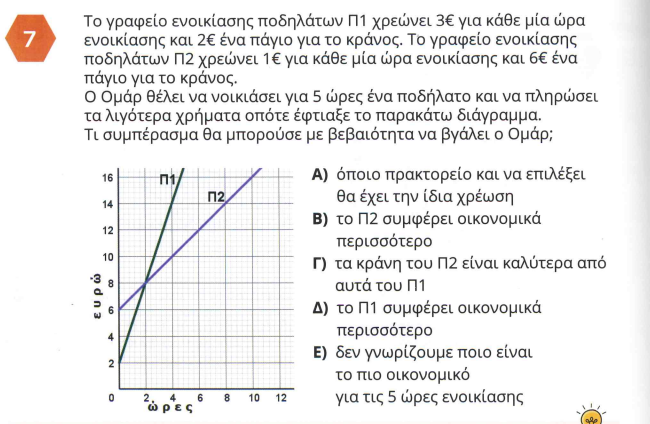 7
Το γραφείο ενοικίασης ποδηλάτων Π1 χρεώνει 3€ για κάθε μία ώρα
ενοικίασης και 2€ ένα πάγιο για το κράνος. Το γραφείο ενοικίασης
ποδηλάτων Π2 χρεώνει 1€ για κάθε μία ώρα ενοικίασης και 6€ ένα
πάγιο για το κράνος.
Ο Ομάρ θέλει να νοικιάσει για 5 ώρες ένα ποδήλατο και να πληρώσει
τα λιγότερα χρήματα οπότε έφτιαξε το παρακάτω διάγραμμα.
Τι συμπέρασμα θα μπορούσε με βεβαιότητα να βγάλει ο Ομάρ;
16
14
12
10
8
6
4
2
ευρώ
Π1
Π2
0 2 4 6 8 10 12
ώρες
Α) όποιο πρακτορείο και να επιλέξει
θα έχει την ίδια χρέωση
Β) το Π2 συμφέρει οικονομικά
περισσότερο
Γ) τα κράνη του Π2 είναι καλύτερα από
αυτά του Π1
Δ) το Π1 συμφέρει οικονομικά
περισσότερο
Ε) δεν γνωρίζουμε ποιο είναι
το πιο οικονομικό
για τις 5 ώρες ενοικίασης